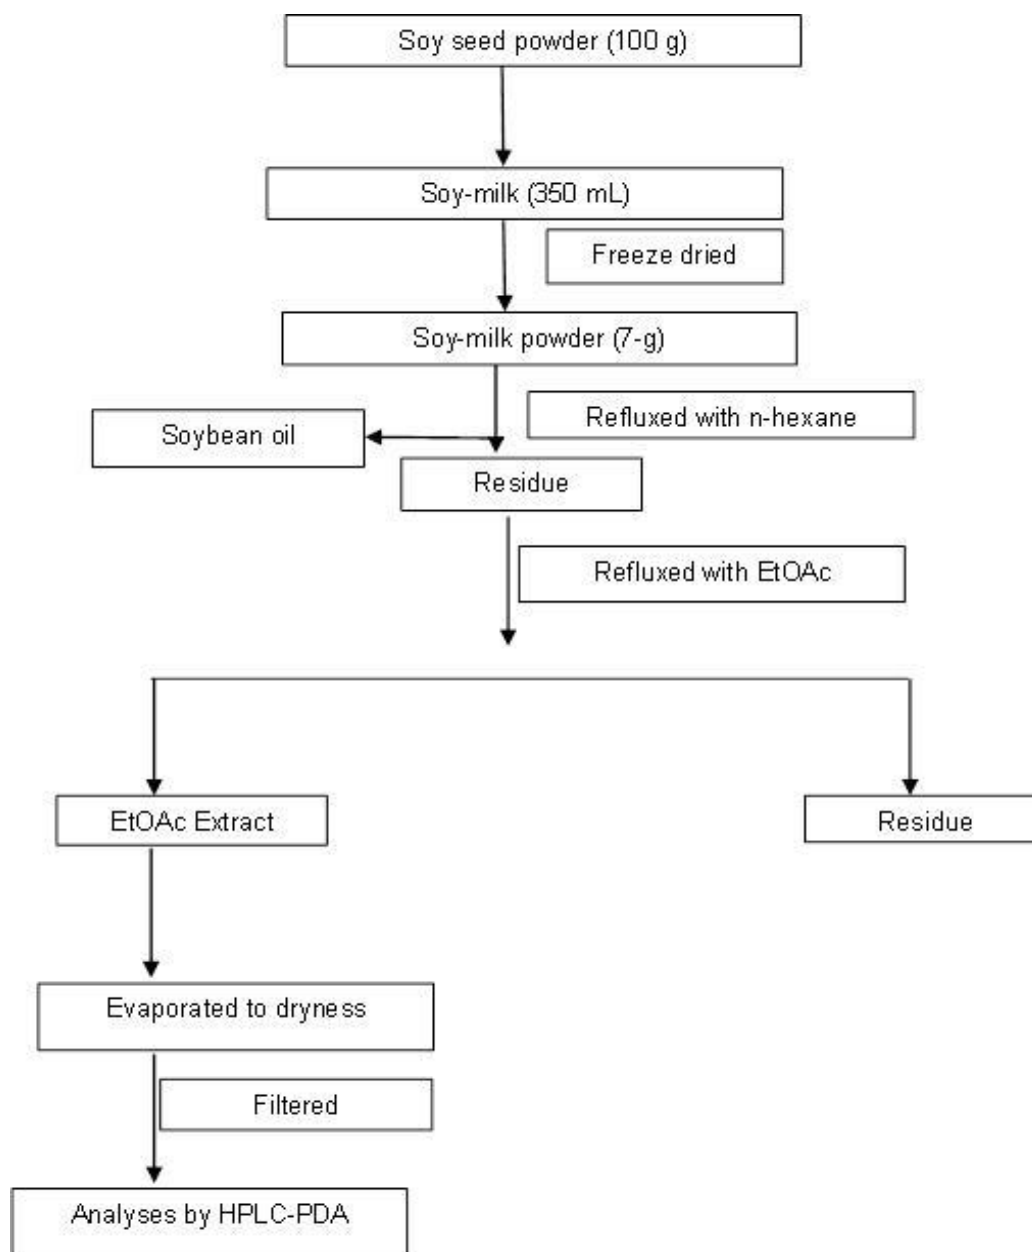 Soy seed powder (100 g)
Soy-milk (350 mL)
Freeze dried
Soy-milk powder (7-g)
Refluxed with n-hexane
Soybean oil
Residue
Refluxed with EtOAc
EtOAc Extract
Residue
Evaporated to dryness
Filtered
Analyses by HPLC-PDA